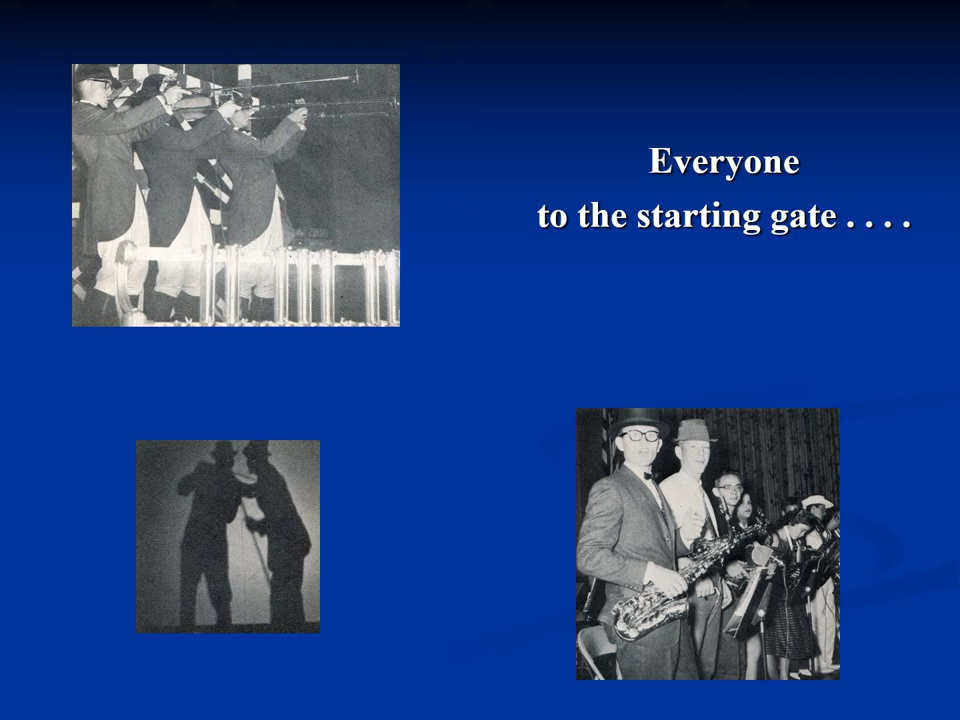 Everyone
to the starting gate . . . .